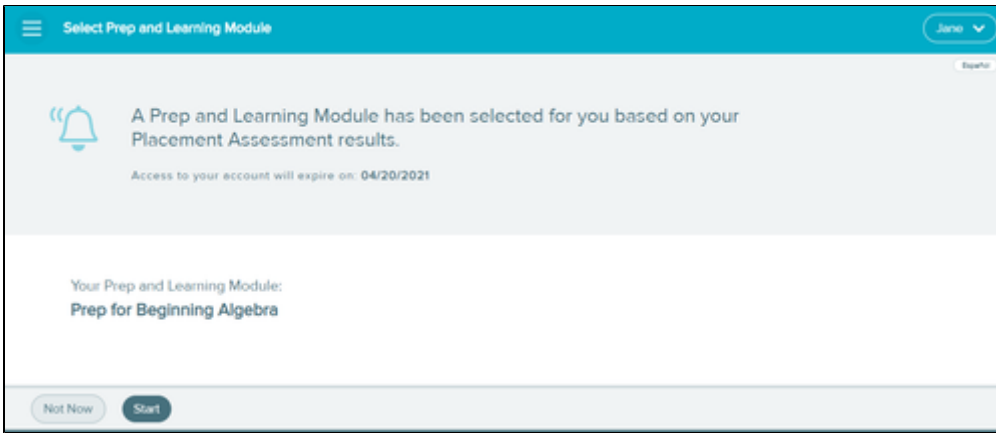 Select Prep and Learning Module
Jane
Español
A Prep and Learning Module has been selected for you based on your
Placement Assessment results.
Access to your account will expire on: 04/20/2021
Your Prep and Learning Module:
Prep for Beginning Algebra
Not Now
Start